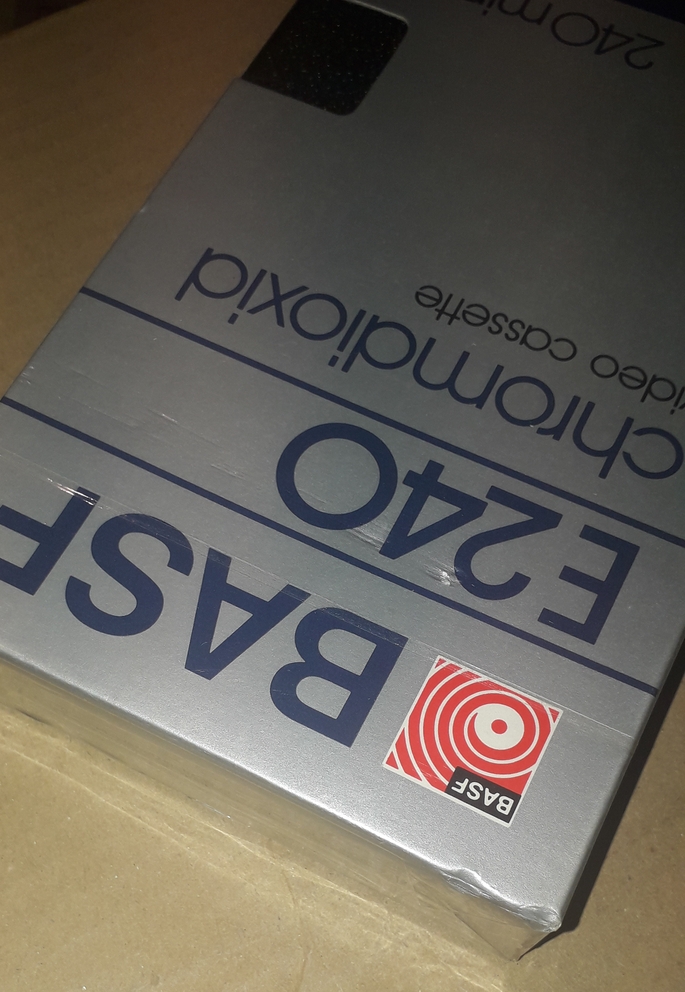 BASF
BASF
E240
chromdioxid
video cassette
240 min